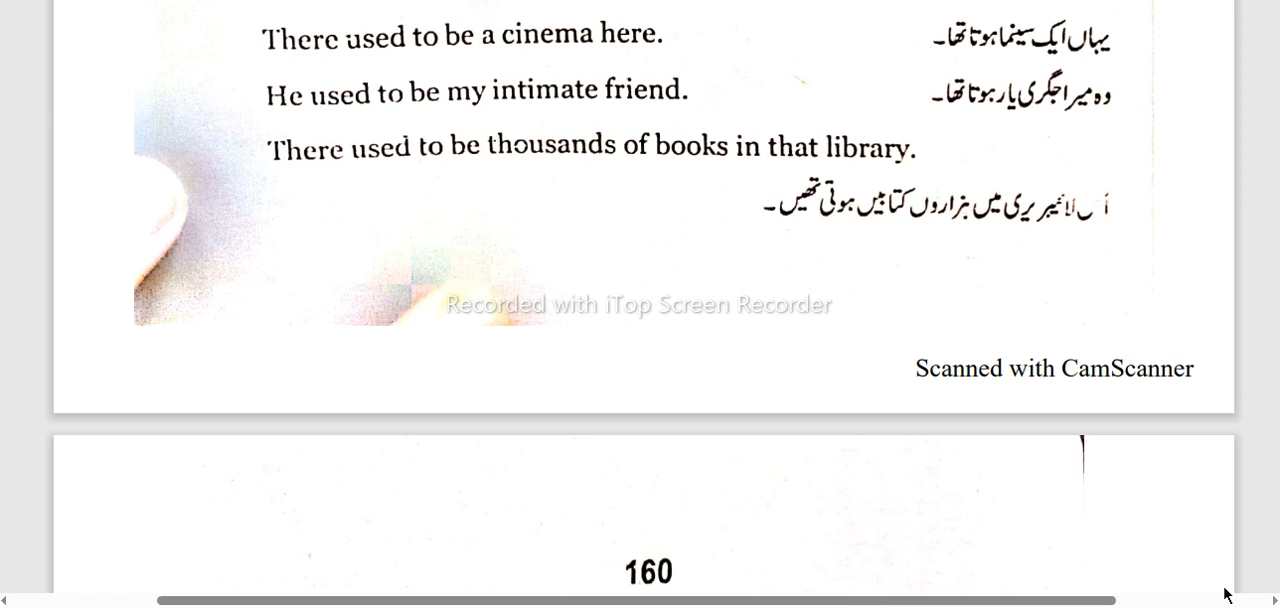 There used to be a cinema here. یہاں ایک سینما ہوتا تھا۔
He used to be my intimate friend. وہ میرا جگری یار ہوتا تھا۔
There used to be thousands of books in that library.
اُس لائبریری میں ہزاروں کتابیں ہوتی تھیں۔
Recorded with iTop Screen Recorder
Scanned with CamScanner
160